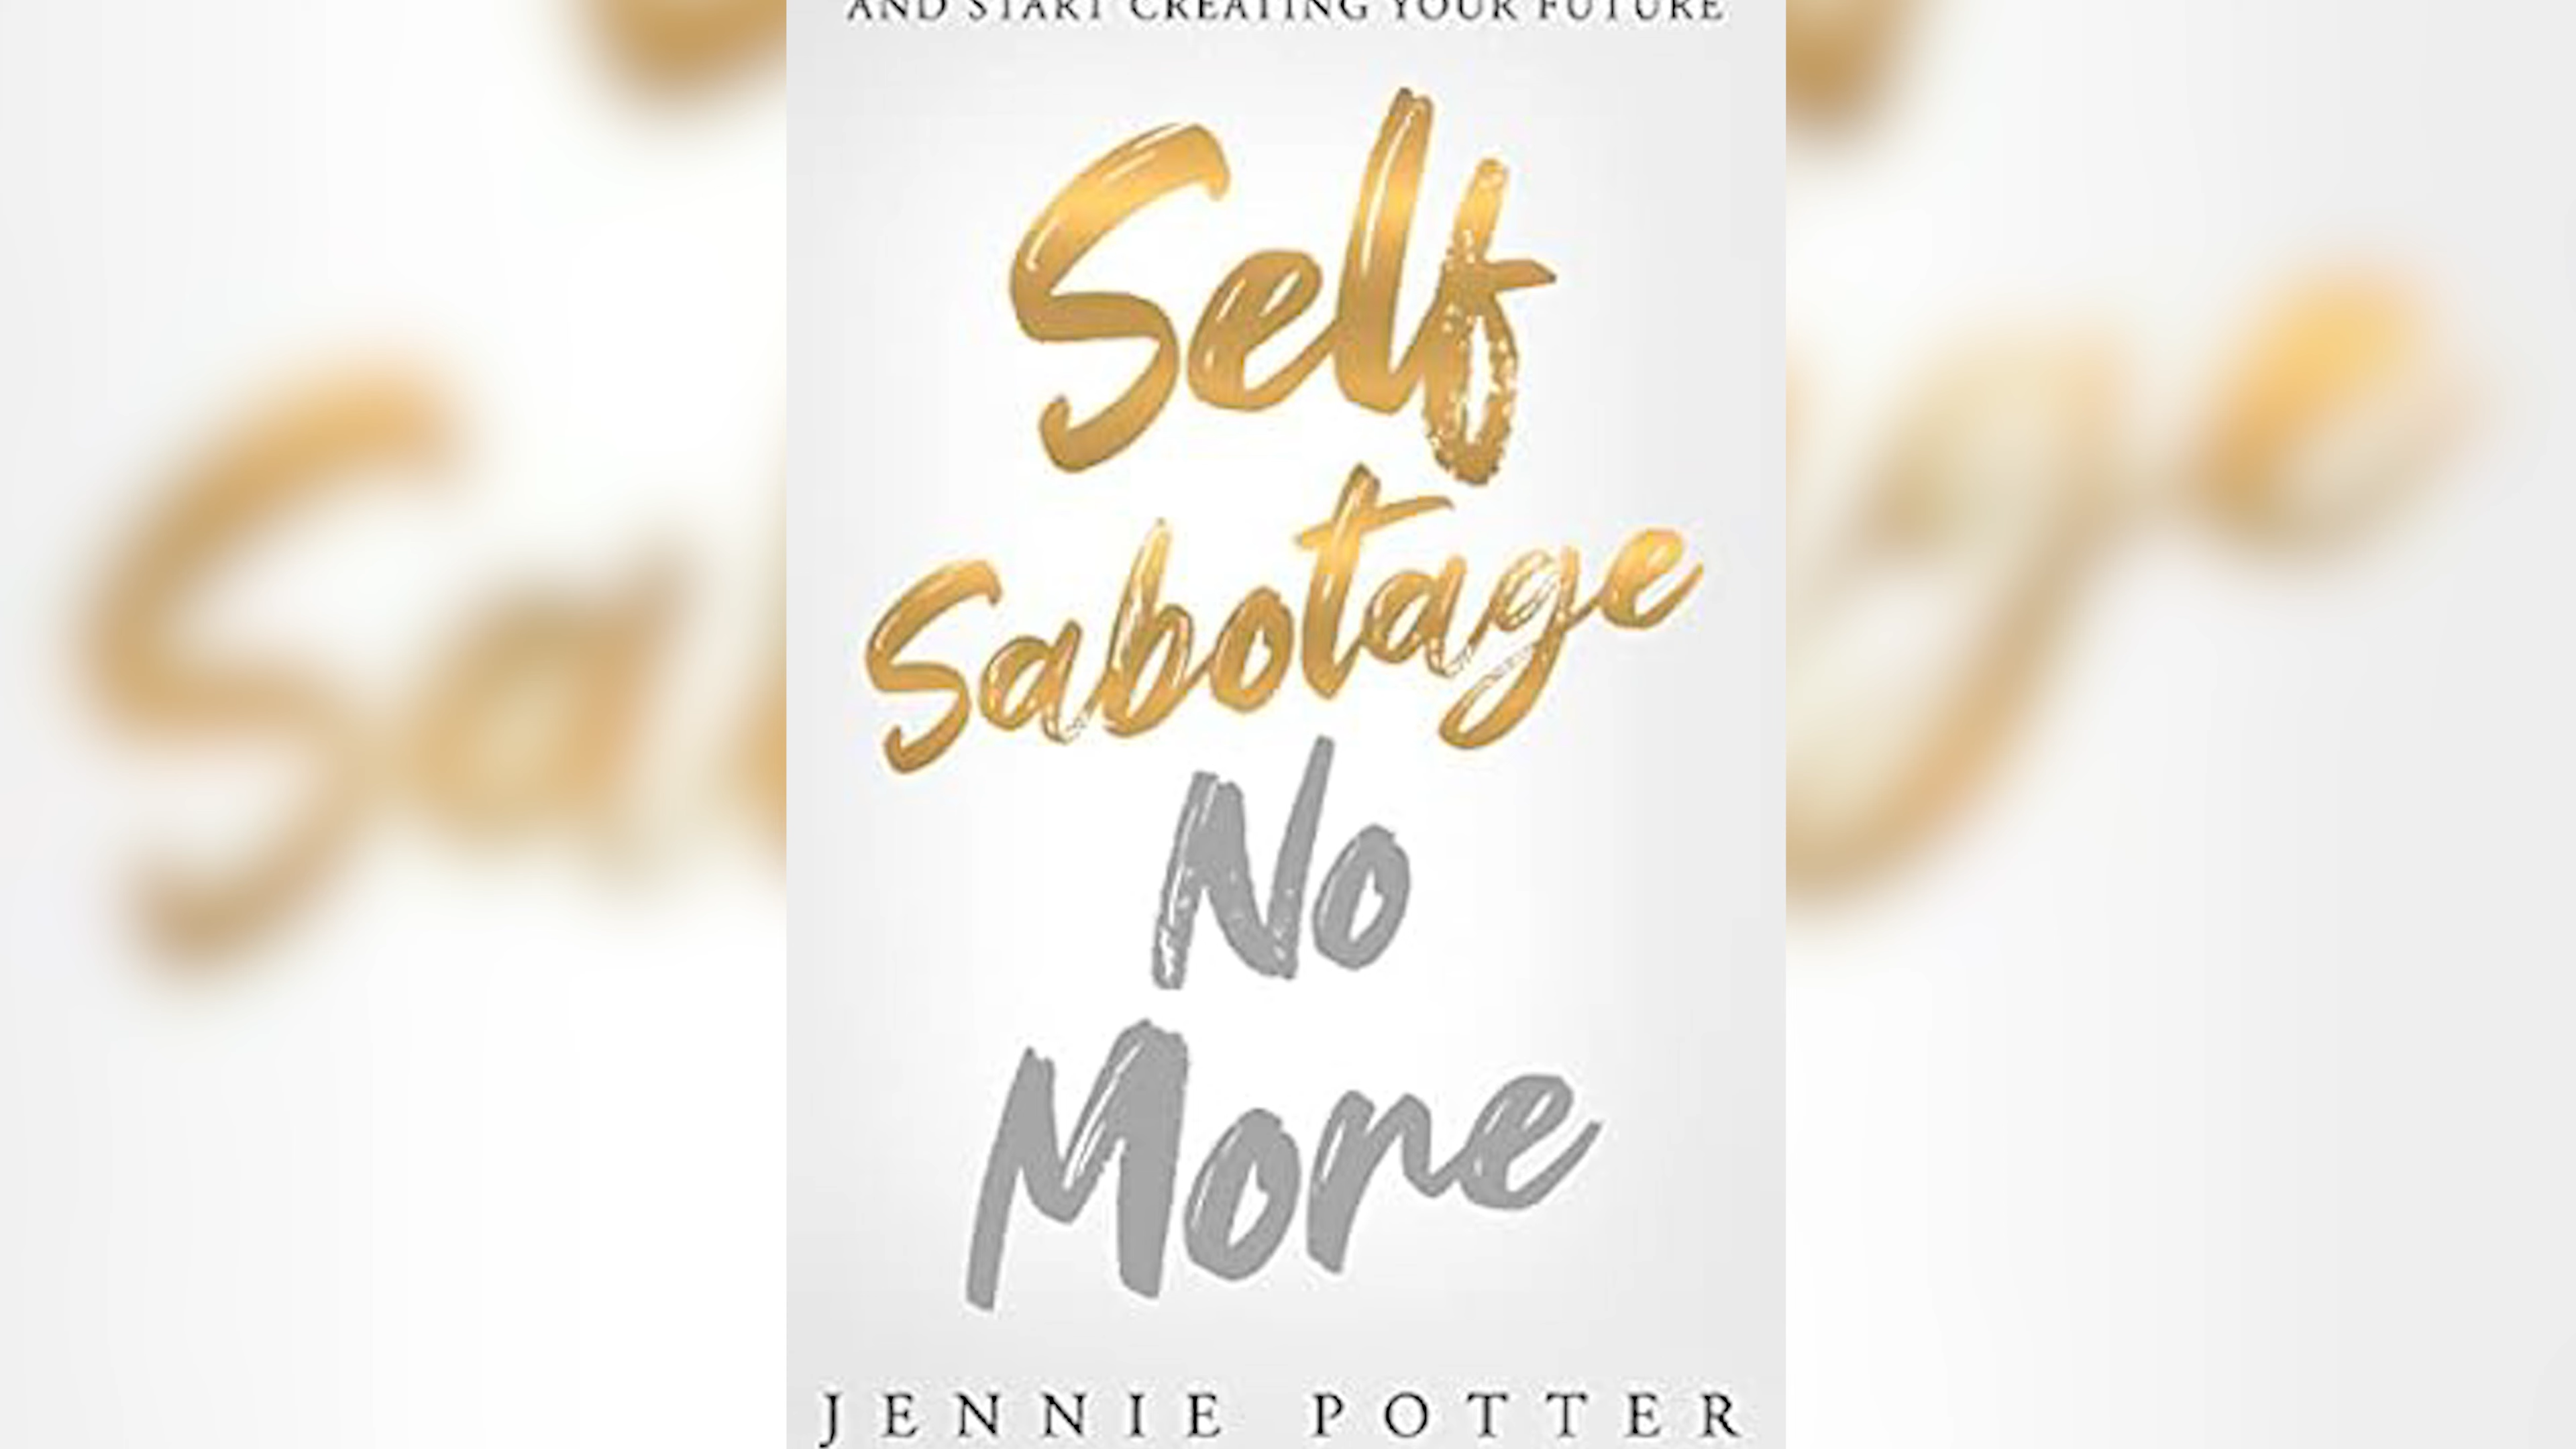 AND START CREATING YOUR FUTURE
Self
Sabotage
No
More
JENNIE POTTER